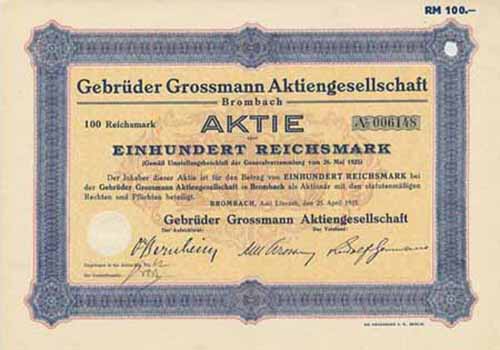 RM 100.–
Gebrüder Grossmann Aktiengesellschaft
Brombach
100 Reichsmark
AKTIE
№ 006148
über
EINHUNDERT REICHSMARK
(Gemäß Umstellungsbeschluß der Generalversammlung vom 26. Mai 1925)
Der Inhaber dieser Aktie ist für den Betrag von EINHUNDERT REICHSMARK bei
der Gebrüder Grossmann Aktiengesellschaft in Brombach als Aktionär mit den statutenmäßigen
Rechten und Pflichten beteiligt.
BROMBACH, Amt Lörrach, den 25. April 1927.
Gebrüder Grossmann Aktiengesellschaft
Der Aufsichtsrat:
Der Vorstand: